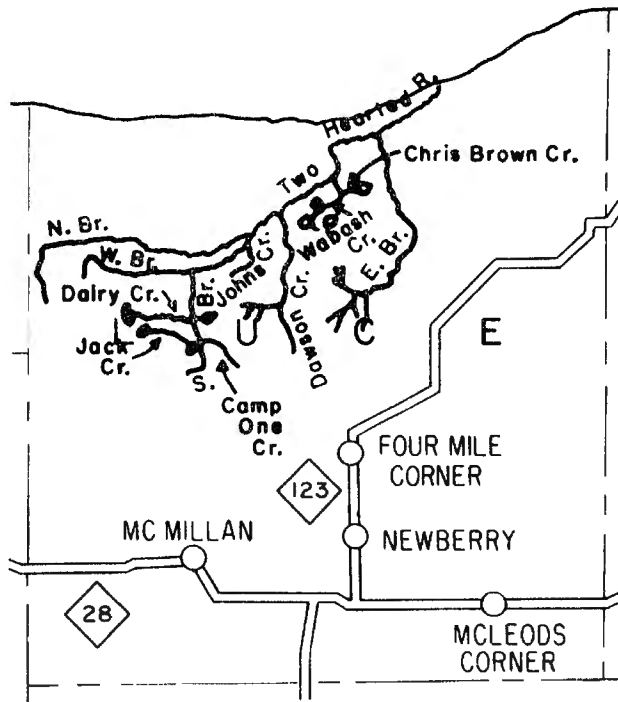 Two Hearted R.
Chris Brown Cr.
N. Br.
W. Br.
Wabash
Cr.
E. Br.
Johns Cr.
Dairy Cr.
S. Br.
Jack
Cr.
Dawson Cr.
L U C E
Camp
One
Cr.
FOUR MILE
CORNER
123
MC MILLAN
NEWBERRY
28
MCLEODS
CORNER